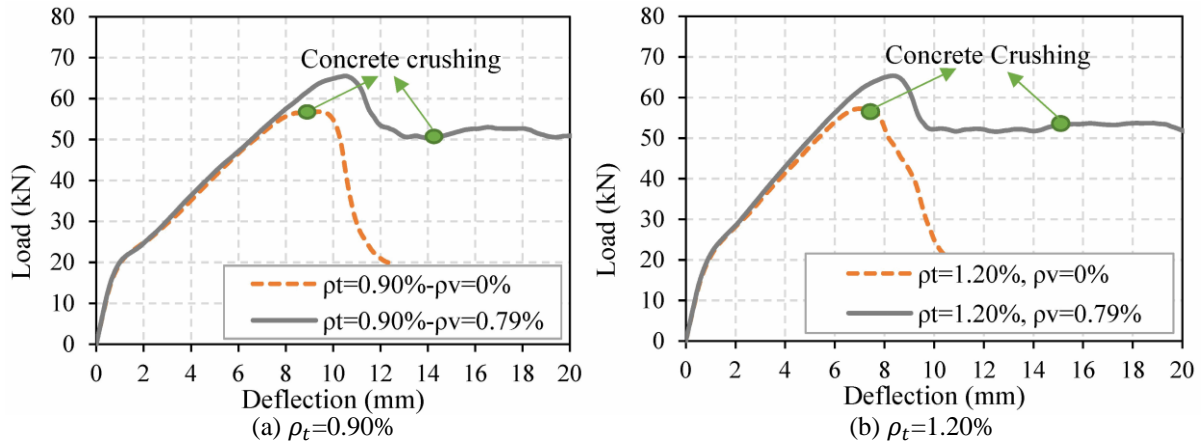 80
70
60
50
40
30
20
10
0
Load (kN)
Concrete crushing
ρt=0.90%-ρv=0%
ρt=0.90%-ρv=0.79%
0 2 4 6 8 10 12 14 16 18 20
Deflection (mm)
(a) ρt=0.90%
80
70
60
50
40
30
20
10
0
Load (kN)
Concrete Crushing
ρt=1.20%, ρv=0%
ρt=1.20%, ρv=0.79%
0 2 4 6 8 10 12 14 16 18 20
Deflection (mm)
(b) ρt=1.20%